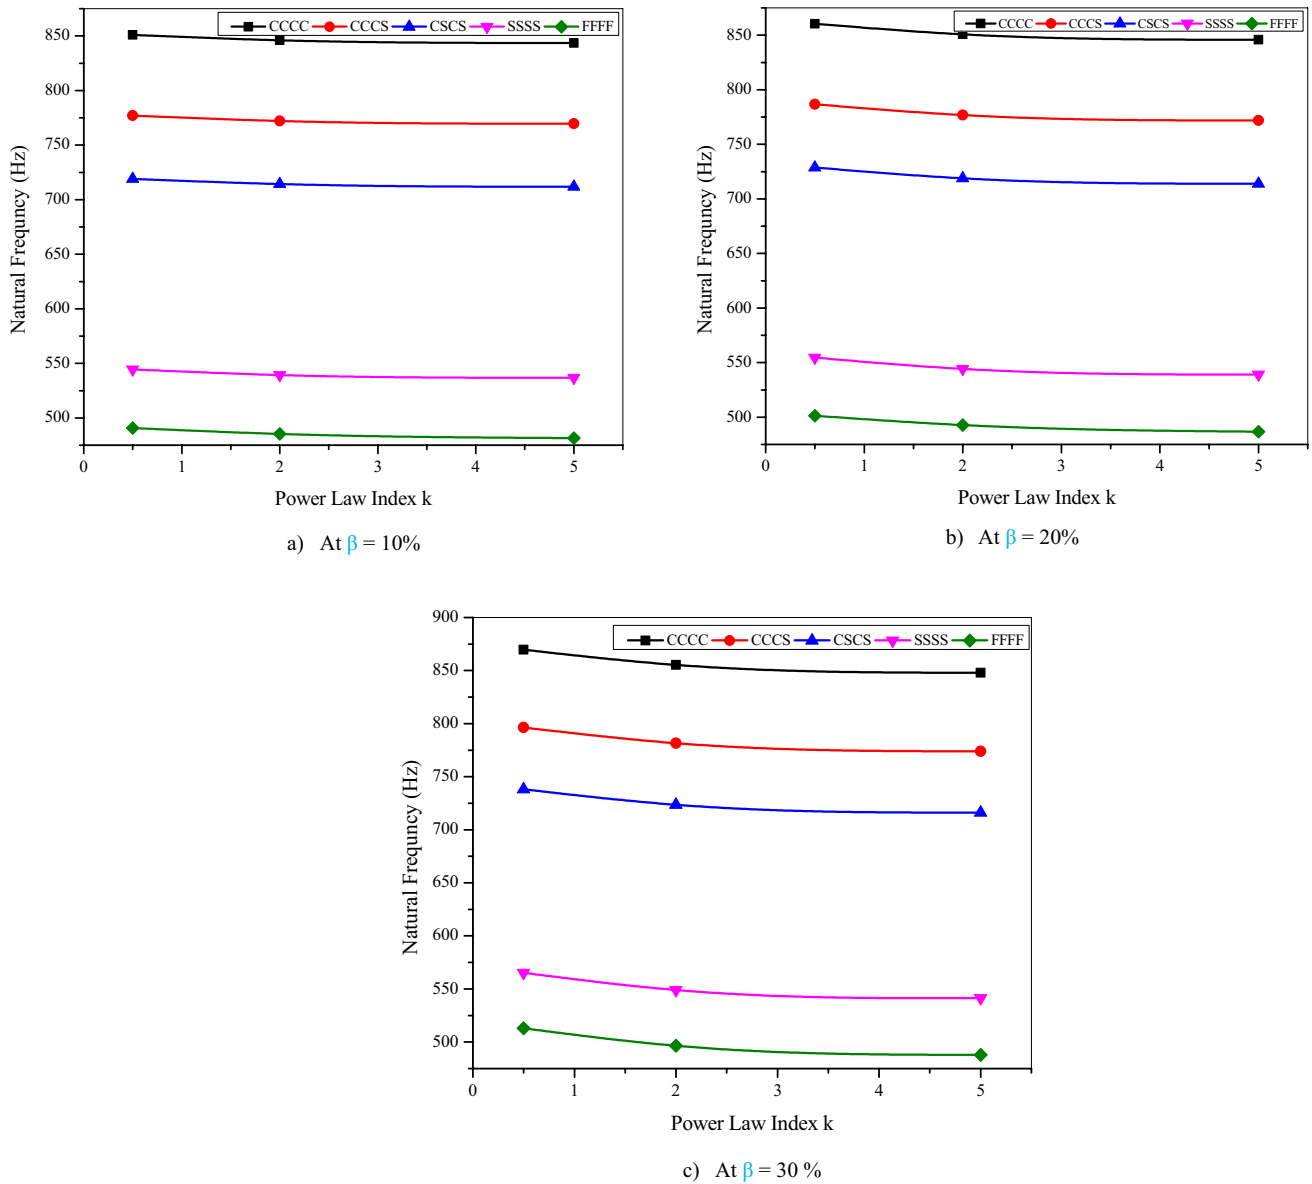 CCCC CCCS CSCS SSSS FFFF
850
800
750
700
650
600
550
500
0 1 2 3 4 5
Natural Frequncy (Hz)
Power Law Index k
a) At β = 10%
CCCC CCCS CSCS SSSS FFFF
850
800
750
700
650
600
550
500
0 1 2 3 4 5
Natural Frequncy (Hz)
Power Law Index k
b) At β = 20%
CCCC CCCS CSCS SSSS FFFF
900
850
800
750
700
650
600
550
500
0 1 2 3 4 5
Natural Frequncy (Hz)
Power Law Index k
c) At β = 30 %